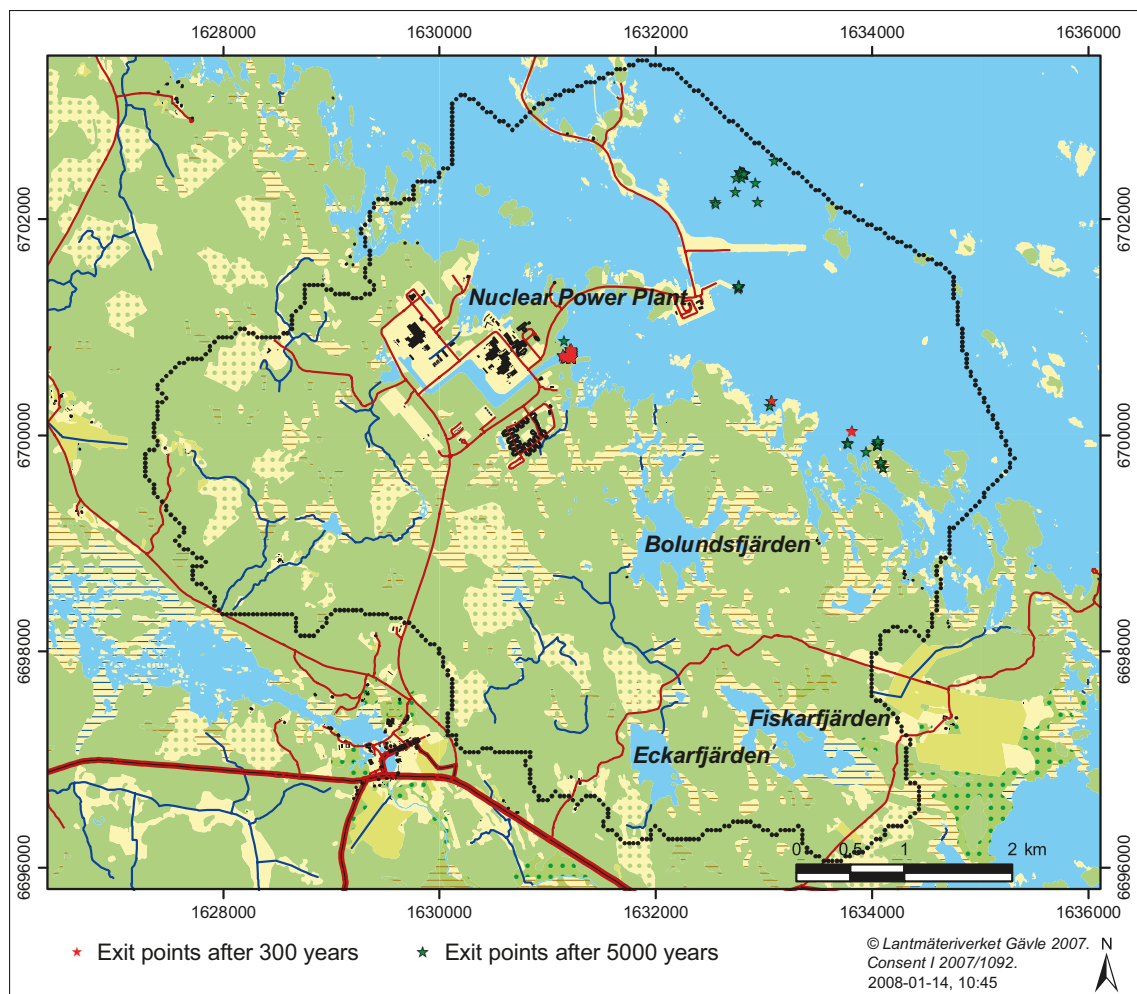 1628000 1630000 1632000 1634000 1636000
6702000 6702000
Nuclear Power Plant
6700000 6700000
Bolundsfjärden
6698000 6698000
Fiskarfjärden
Eckarfjärden
0 0.5 1 2 km
6696000 6696000
1628000 1630000 1632000 1634000 1636000
Exit points after 300 years Exit points after 5000 years
© Lantmäteriverket Gävle 2007. N
Consent I 2007/1092.
2008-01-14, 10:45